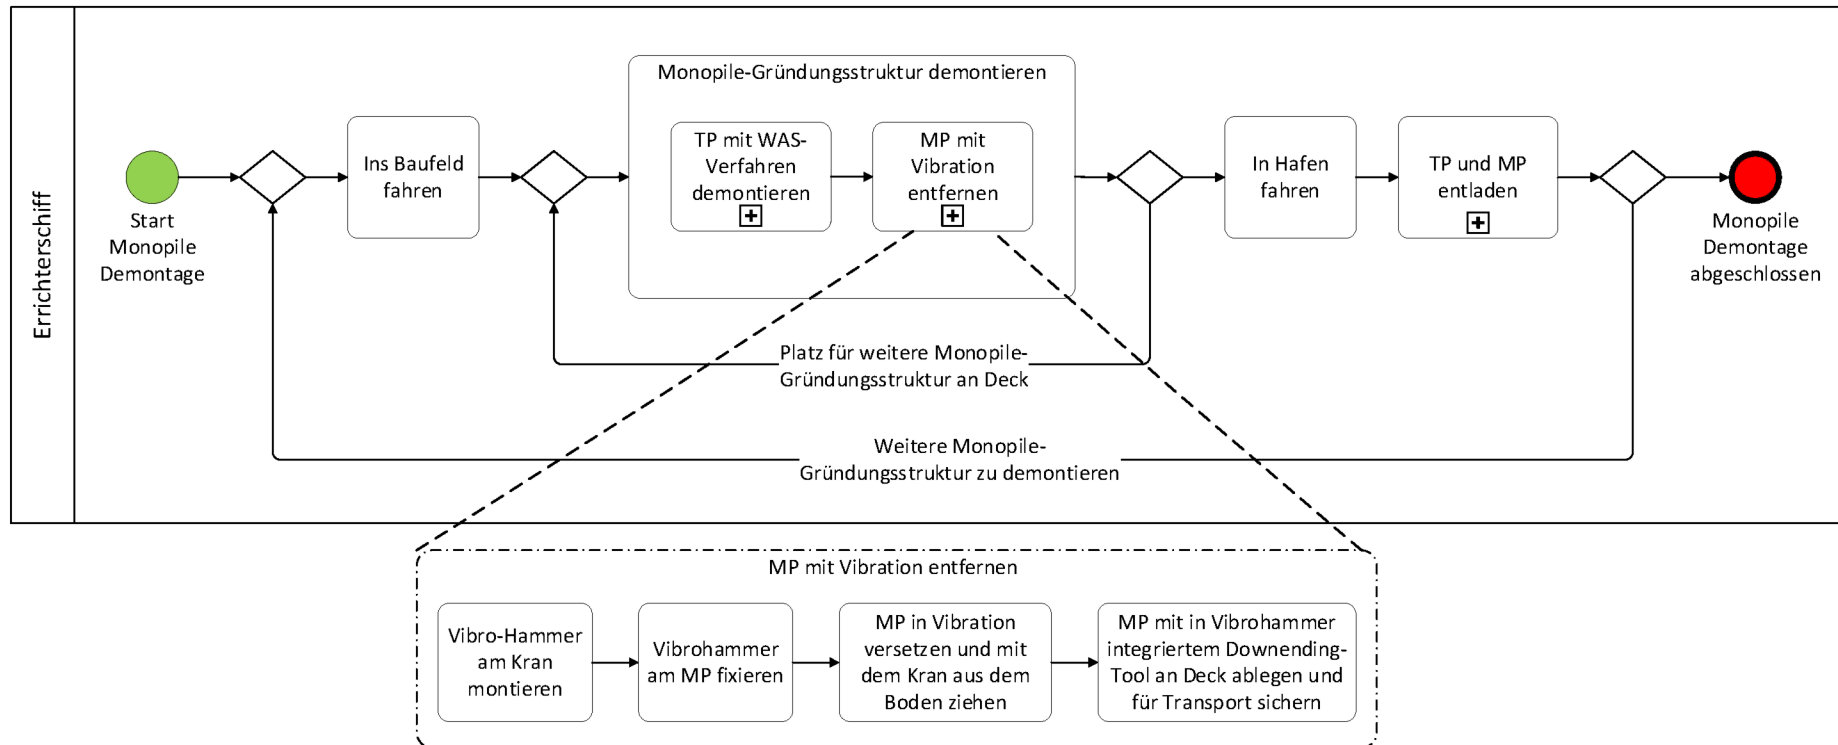 Errichterschiff
Start
Monopile
Demontage
Ins Baufeld
fahren
Monopile-Gründungsstruktur demontieren
TP mit WAS-
Verfahren
demontieren
MP mit
Vibration
entfernen
In Hafen
fahren
TP und MP
entladen
Monopile
Demontage
abgeschlossen
Platz für weitere Monopile-
Gründungsstruktur an Deck
Weitere Monopile-
Gründungsstruktur zu demontieren
MP mit Vibration entfernen
Vibro-Hammer
am Kran
montieren
Vibrohammer
am MP fixieren
MP in Vibration
versetzen und mit
dem Kran aus dem
Boden ziehen
MP mit in Vibrohammer
integriertem Downending-
Tool an Deck ablegen und
für Transport sichern